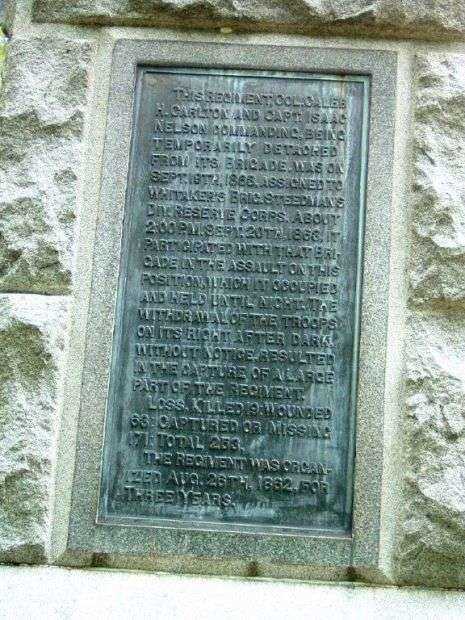 THIS REGIMENT, COL. CALEB
H. CARLTON AND CAPT. ISAAC
NELSON COMMANDING, BEING
TEMPORARILY DETACHED
FROM ITS BRIGADE, WAS ON
SEPT. 19TH, 1863, ASSIGNED TO
WHITAKER'S BRIG. STEEDMAN'S
DIV. RESERVE CORPS. ABOUT
2:00 P.M. SEPT. 20TH, 1863, IT
PARTICIPATED WITH THAT BRI-
GADE IN THE ASSAULT ON THIS
POSITION, WHICH IT OCCUPIED
AND HELD UNTIL NIGHT. THE
WITHDRAWAL OF THE TROOPS
ON ITS RIGHT AFTER DARK,
WITHOUT NOTICE, RESULTED
IN THE CAPTURE OF A LARGE
PART OF THE REGIMENT.
LOSS, KILLED 19; WOUNDED
63; CAPTURED OR MISSING
171; TOTAL 253.
THE REGIMENT WAS ORGAN-
IZED AUG. 26TH, 1862, FOR
THREE YEARS.